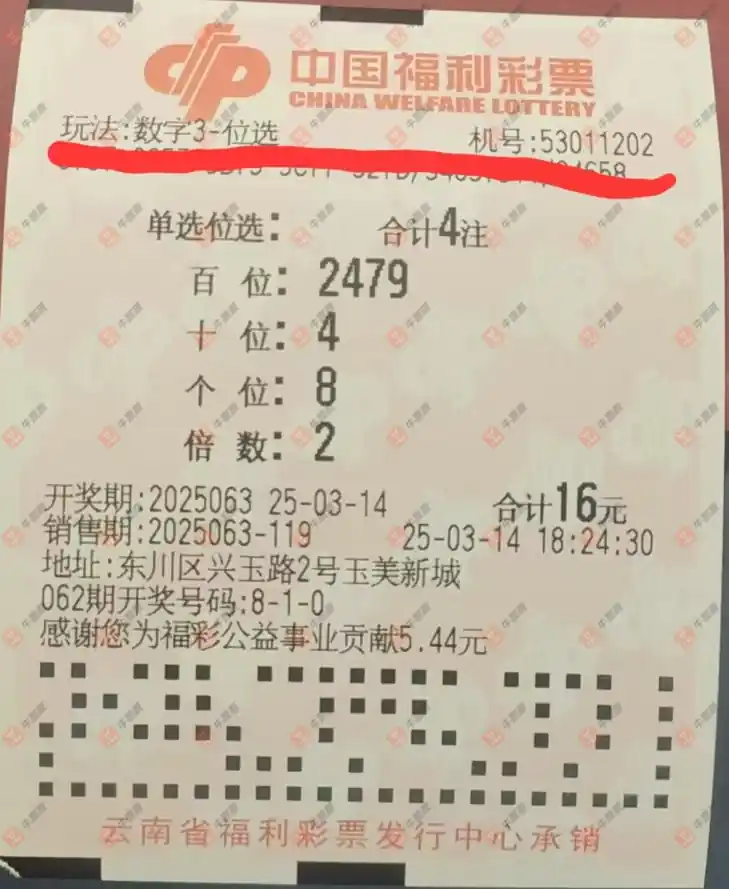 中国福利彩票
CHINA WELFARE LOTTERY
玩法:数字3-位选 机号:53011202
单选位选: 合计4注
百 位: 2479
十 位: 4
个 位: 8
倍 数: 2
开奖期:2025063 25-03-14 合计16元
销售期:2025063-119 25-03-14 18:24:30
地址:东川区兴玉路2号玉美新城
062期开奖号码:8-1-0
感谢您为福彩公益事业贡献5.44元
云南省福利彩票发行中心承销